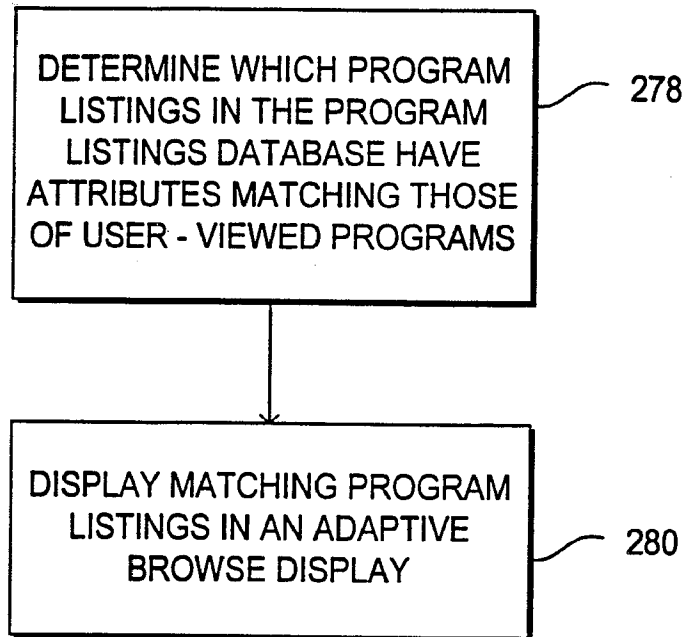 DETERMINE WHICH PROGRAM
LISTINGS IN THE PROGRAM
LISTINGS DATABASE HAVE
ATTRIBUTES MATCHING THOSE
OF USER - VIEWED PROGRAMS
278
DISPLAY MATCHING PROGRAM
LISTINGS IN AN ADAPTIVE
BROWSE DISPLAY
280